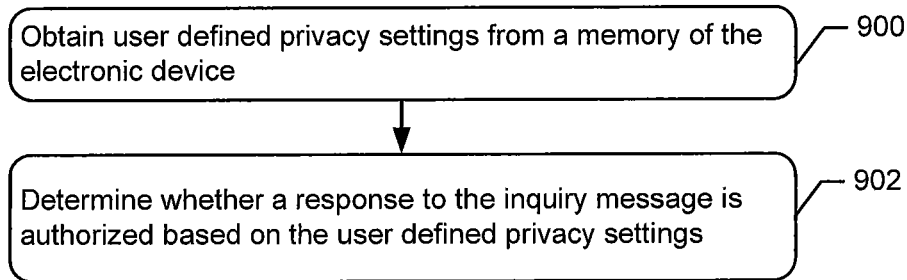 Obtain user defined privacy settings from a memory of the
electronic device
900
Determine whether a response to the inquiry message is
authorized based on the user defined privacy settings
902